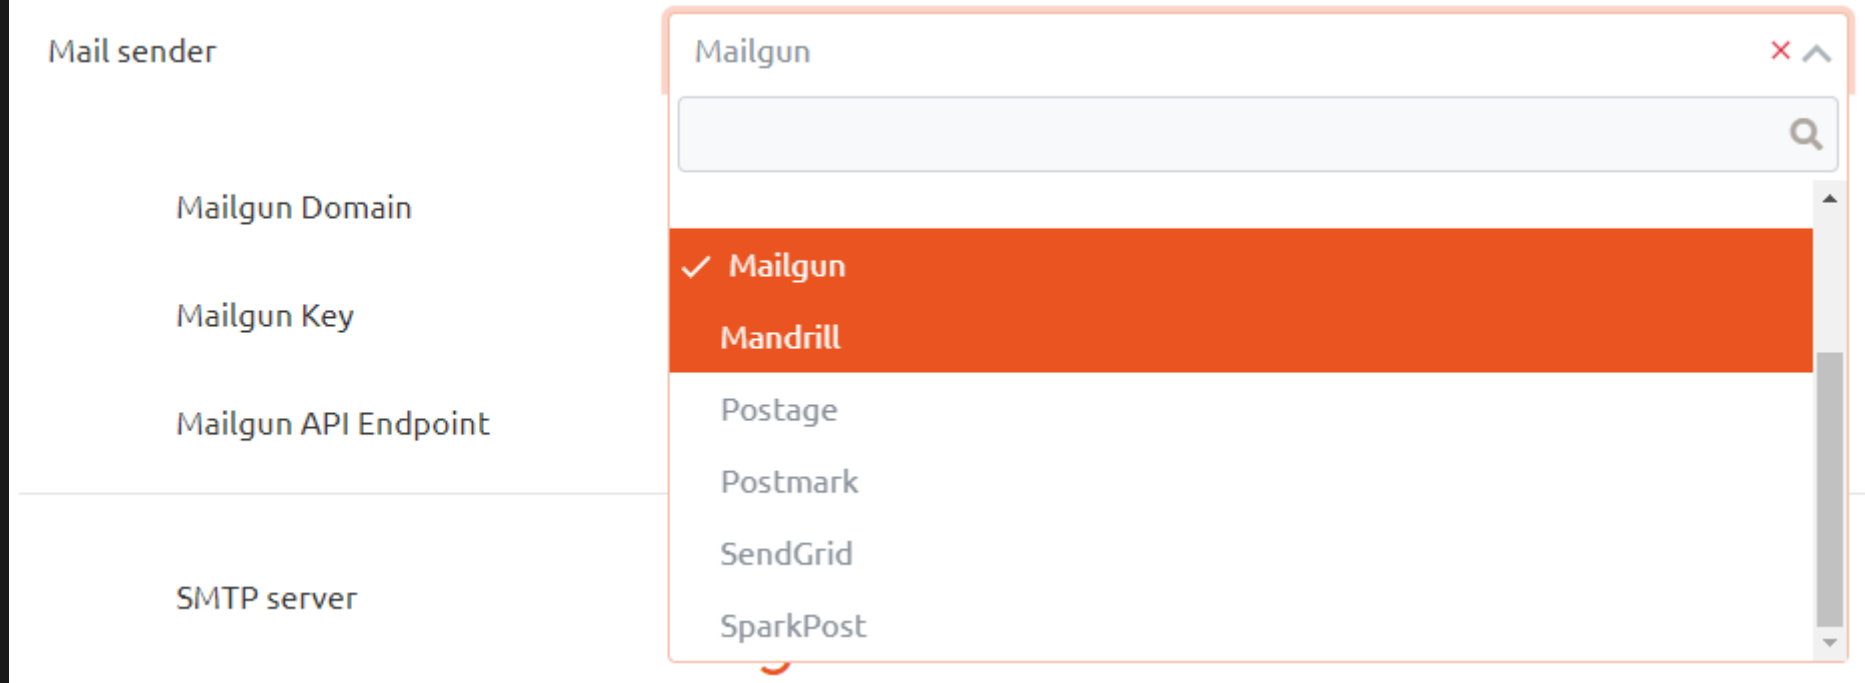 Mail sender
Mailgun
Mailgun Domain
Mailgun Key
Mailgun API Endpoint
SMTP server
Mailgun
Mandrill
Postage
Postmark
SendGrid
SparkPost